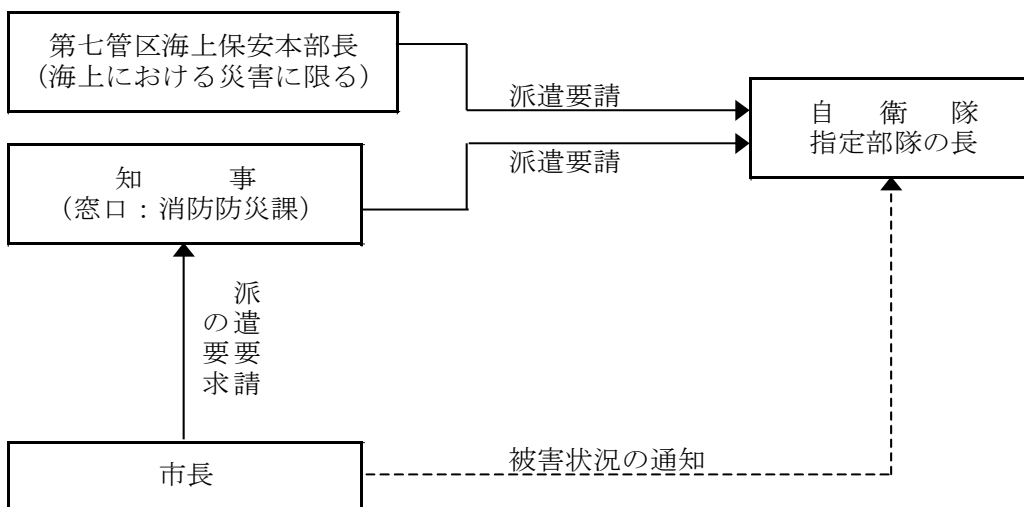 第七管区海上保安本部長
（海上における災害に限る）
派遣要請
自　衛　隊
指定部隊の長
知　　事
（窓口：消防防災課）
派遣要請
派遣要請
の要求
市長
被害状況の通知